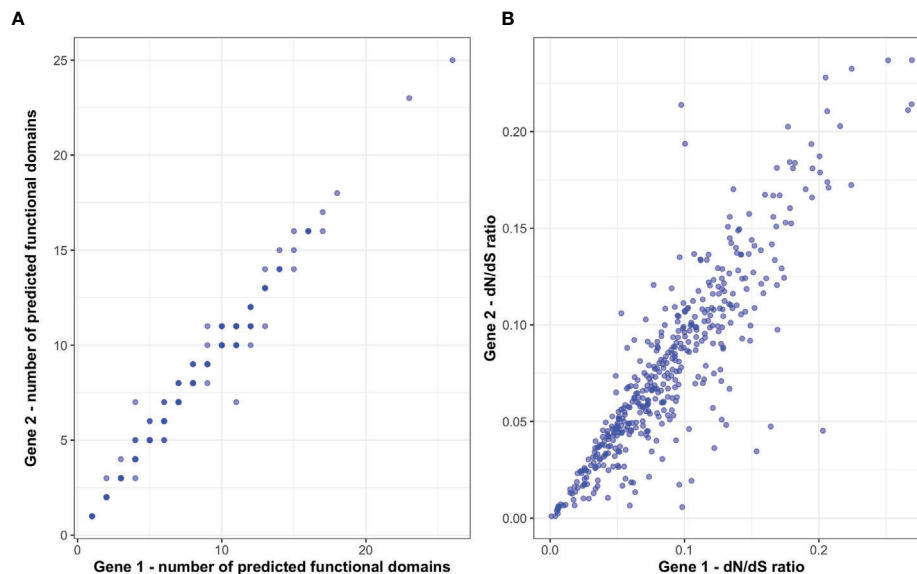 A
B
Gene 2 - number of predicted functional domains
25
20
15
10
5
0
0
10
20
Gene 1 - number of predicted functional domains
Gene 2 - dN/dS ratio
0.20
0.15
0.10
0.05
0.00
0.0
0.1
0.2
Gene 1 - dN/dS ratio